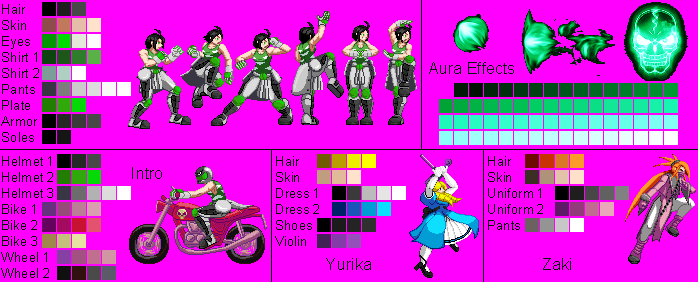 Hair
Skin
Eyes
Shirt 1
Shirt 2
Pants
Plate
Armor
Soles
Aura Effects
Helmet 1
Helmet 2
Helmet 3
Bike 1
Bike 2
Bike 3
Wheel 1
Wheel 2
Intro
Hair
Skin
Dress 1
Dress 2
Shoes
Violin
Yurika
Hair
Skin
Uniform 1
Uniform 2
Pants
Zaki